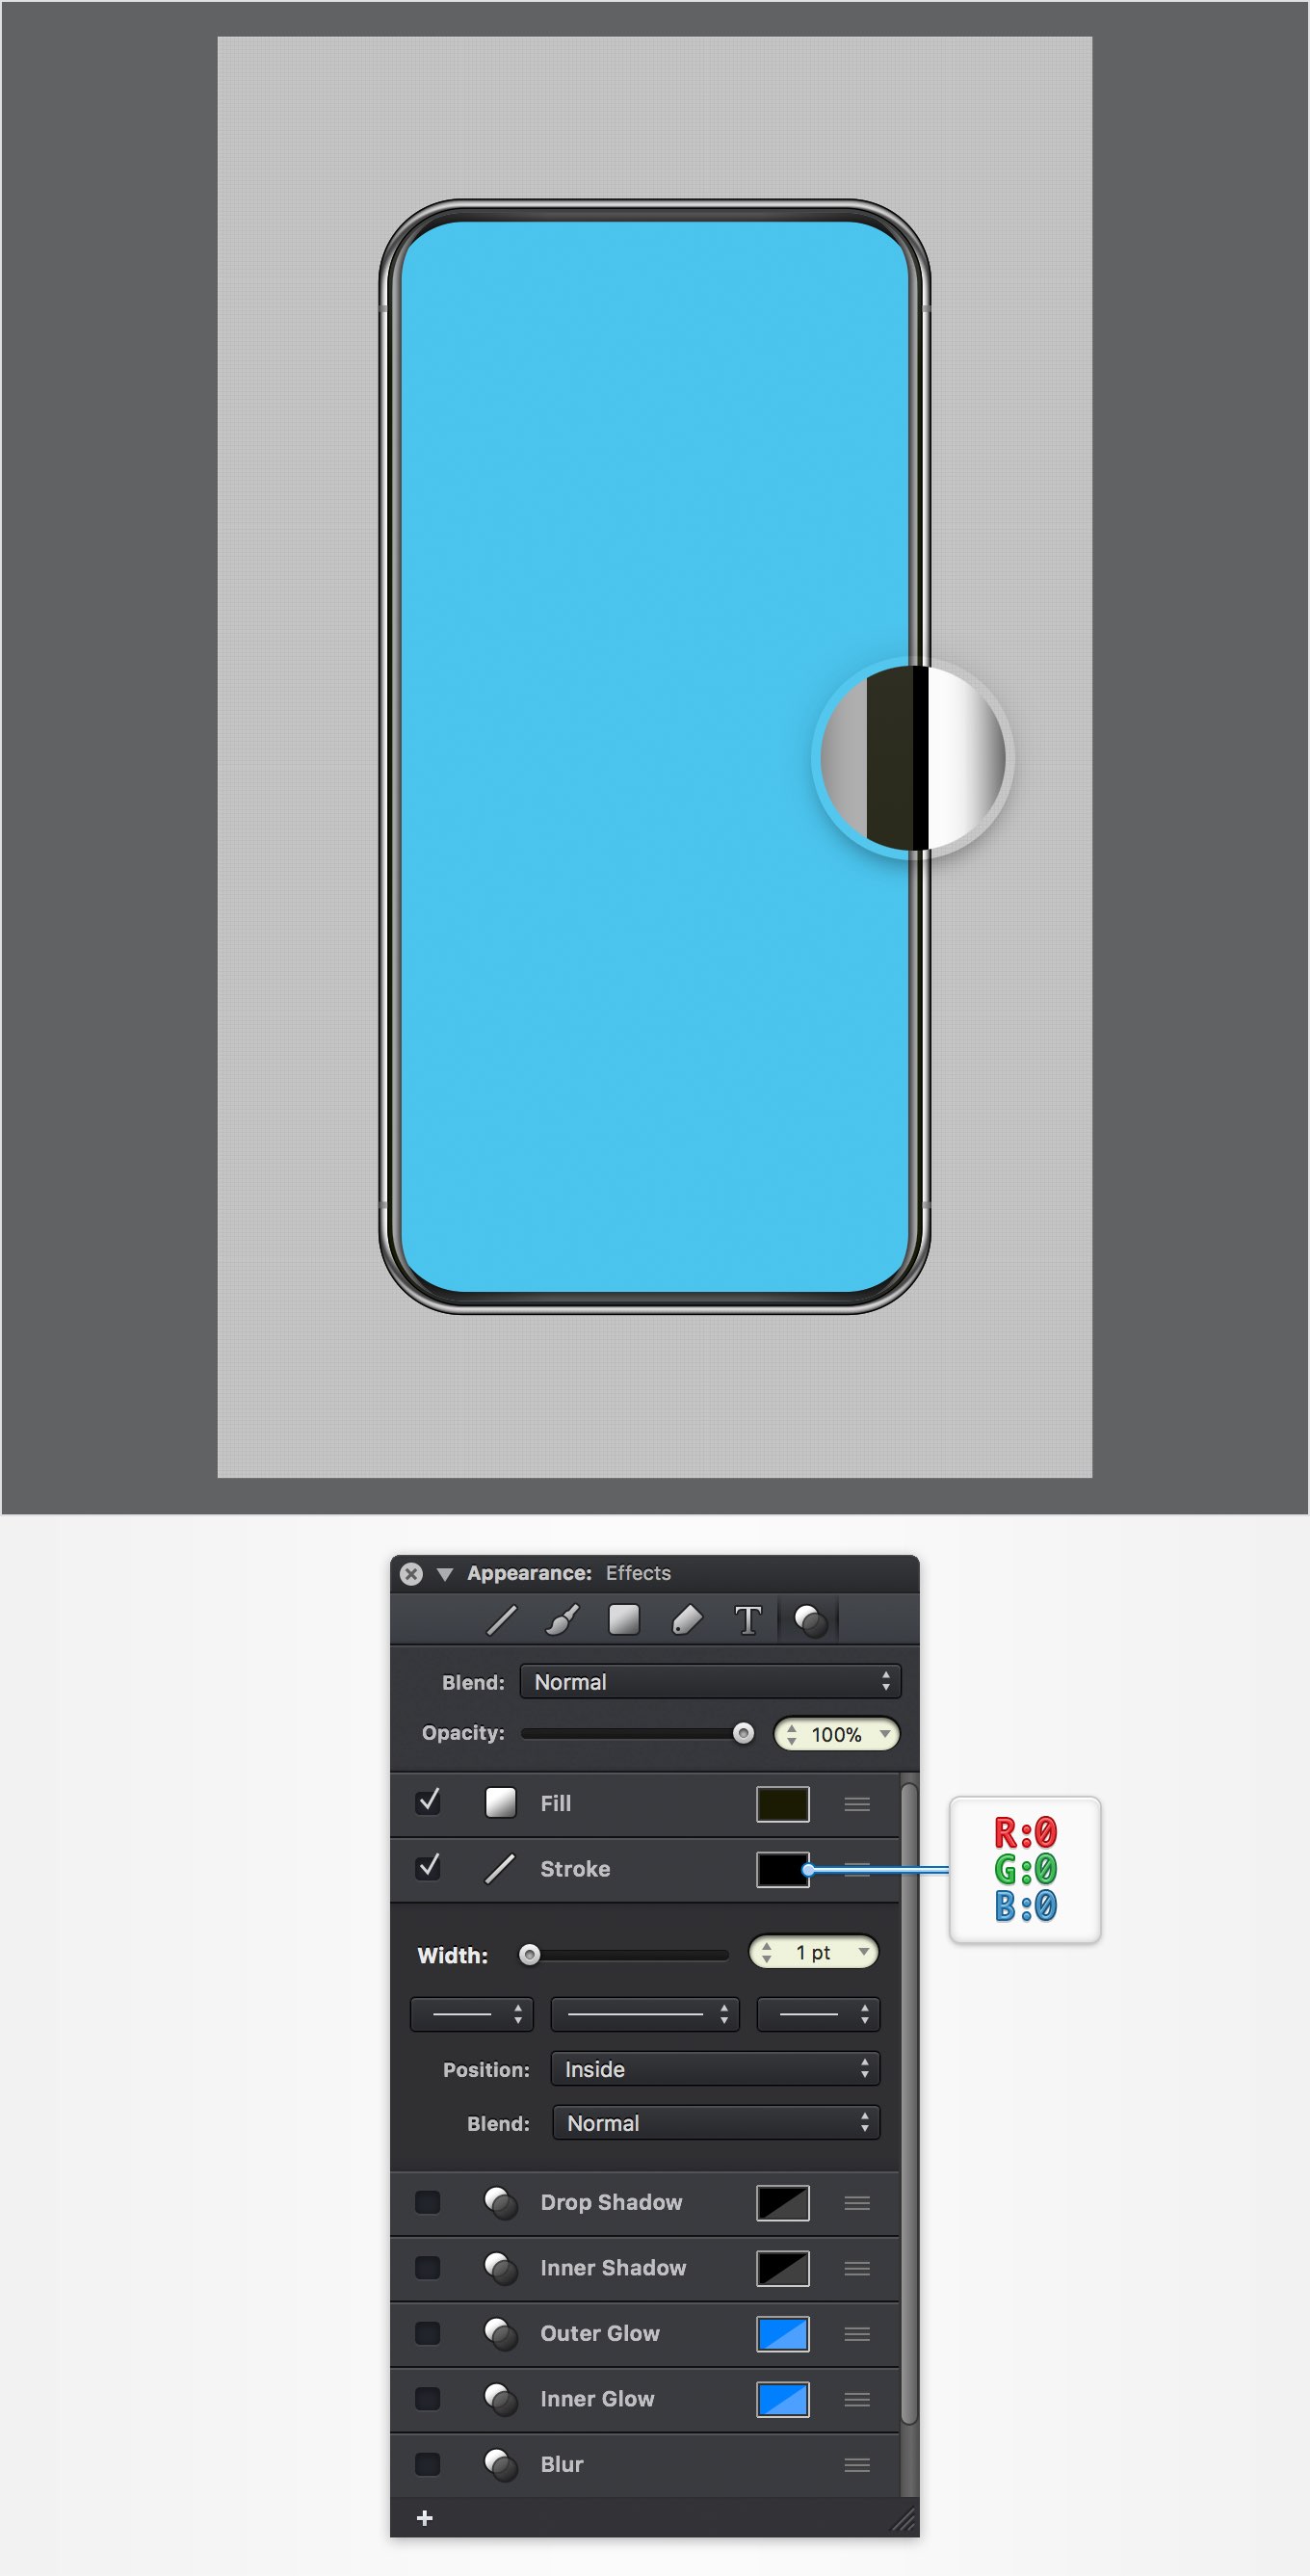 Appearance: Effects
T
Blend: Normal
Opacity: 100%
Fill
Stroke
R:0
G:0
B:0
Width: 1 pt
Position: Inside
Blend: Normal
Drop Shadow
Inner Shadow
Outer Glow
Inner Glow
Blur
+